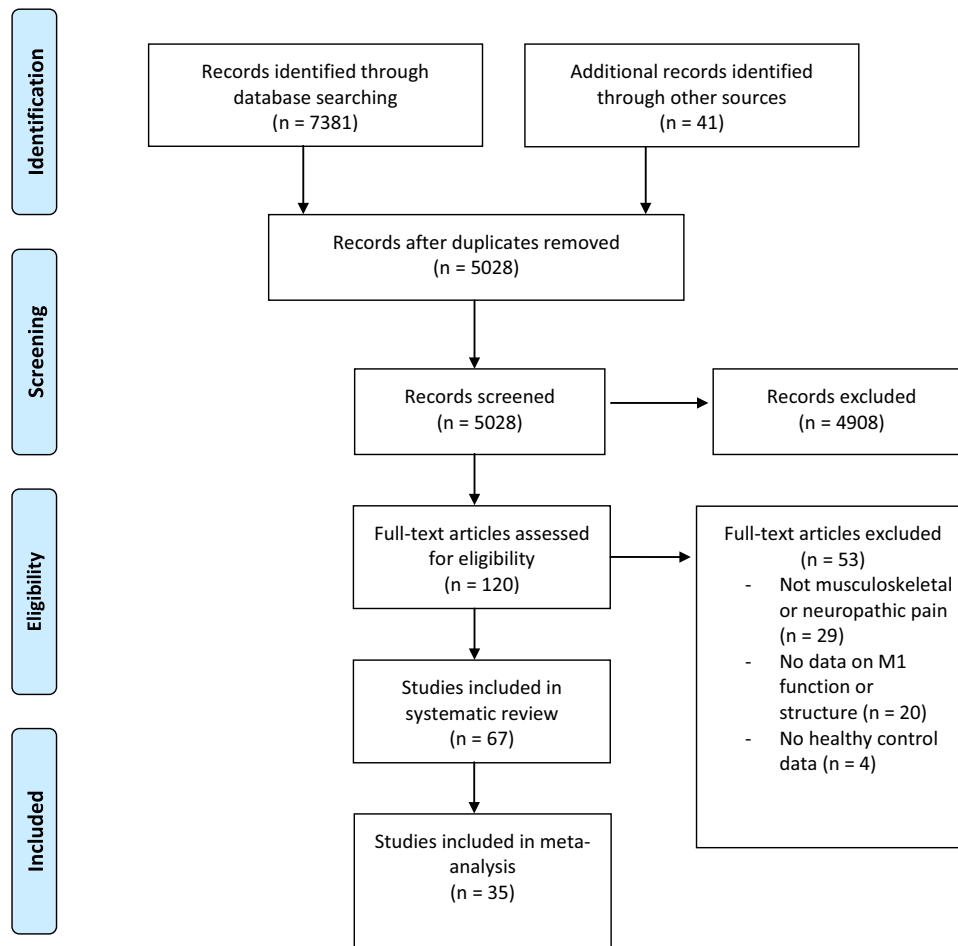 Identification
Records identified through
database searching
(n = 7381)
Additional records identified
through other sources
(n = 41)
Records after duplicates removed
(n = 5028)
Screening
Records screened
(n = 5028)
Records excluded
(n = 4908)
Eligibility
Full-text articles assessed
for eligibility
(n = 120)
Full-text articles excluded
(n = 53)
- Not musculoskeletal
or neuropathic pain
(n = 29)
- No data on M1
function or
structure (n = 20)
- No healthy control
data (n = 4)
Studies included in
systematic review
(n = 67)
Included
Studies included in meta-
analysis
(n = 35)